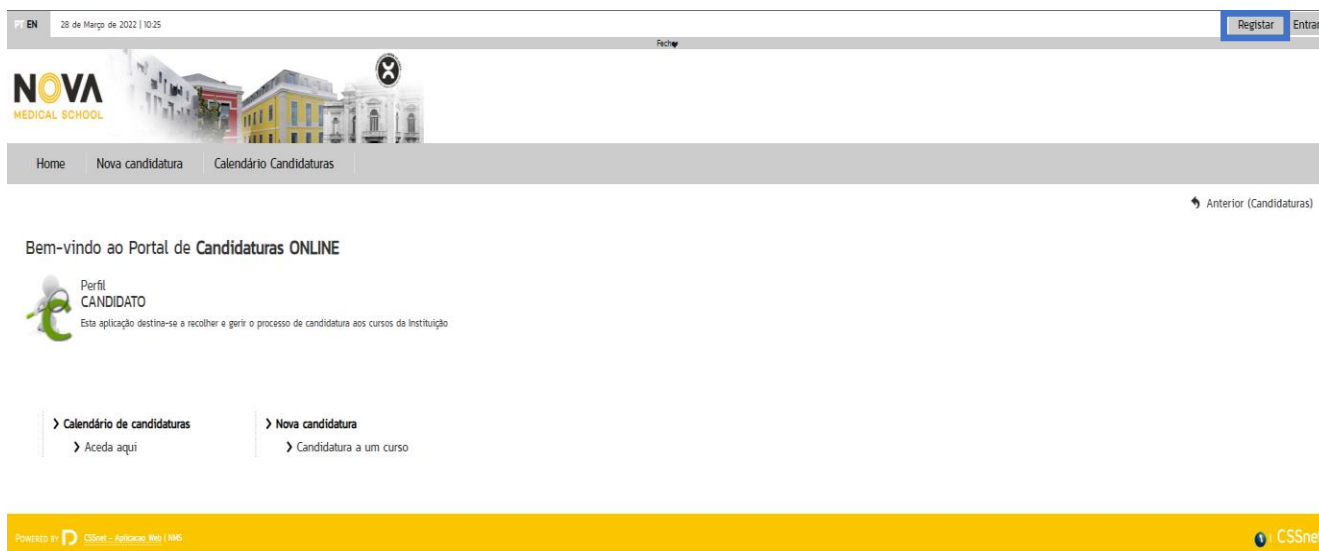 PT EN 28 de Março de 2022 | 10:25 Registar Entrar
Fechar
NOVA
MEDICAL SCHOOL
Home Nova candidatura Calendário Candidaturas
Anterior (Candidaturas)
Bem-vindo ao Portal de Candidaturas ONLINE
Perfil
CANDIDATO
Esta aplicação destina-se a recolher e gerir o processo de candidatura aos cursos da Instituição
Calendário de candidaturas Nova candidatura
Aceda aqui Candidatura a um curso
POWERED BY CSSnet - Aplicacao Web | NMS CSSnet